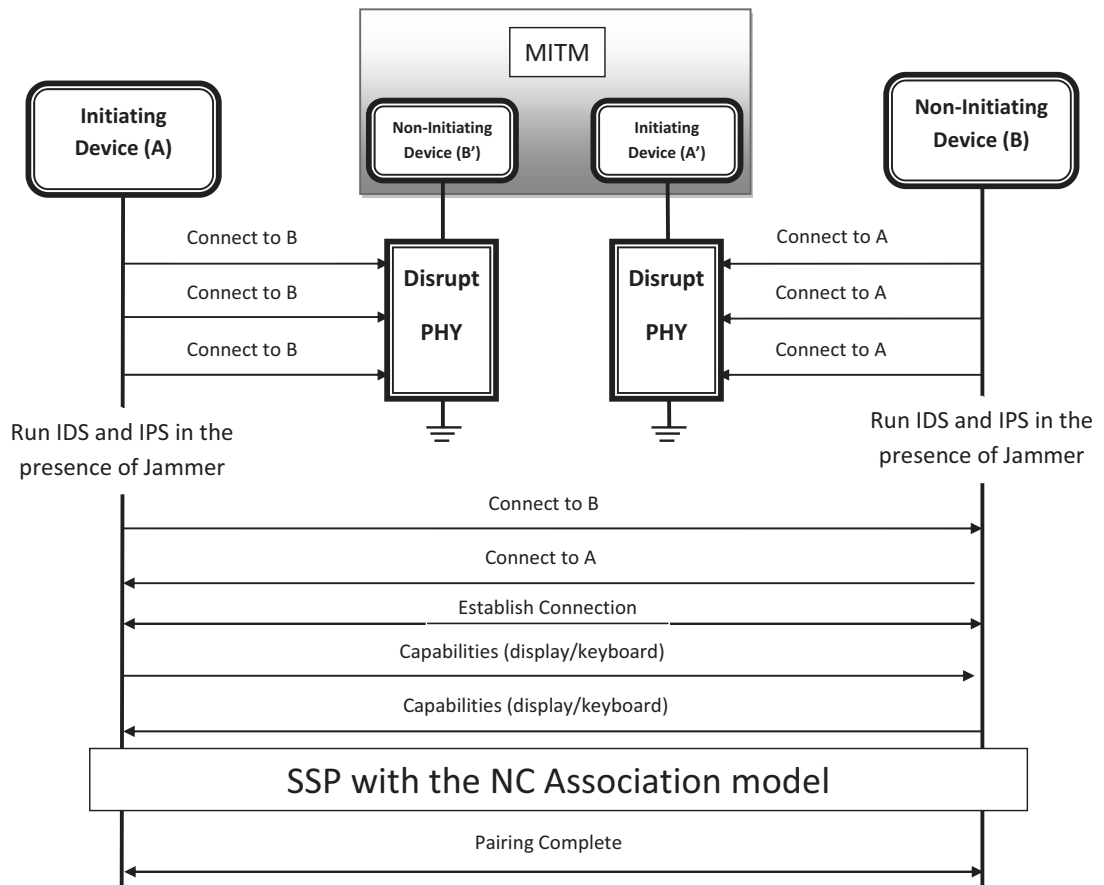 MITM
Initiating
Device (A)
Non-Initiating
Device (B’)
Initiating
Device (A’)
Non-Initiating
Device (B)
Connect to B
Connect to B
Connect to B
Disrupt
PHY
Disrupt
PHY
Connect to A
Connect to A
Connect to A
Run IDS and IPS in the
presence of Jammer
Run IDS and IPS in the
presence of Jammer
Connect to B
Connect to A
Establish Connection
Capabilities (display/keyboard)
Capabilities (display/keyboard)
SSP with the NC Association model
Pairing Complete